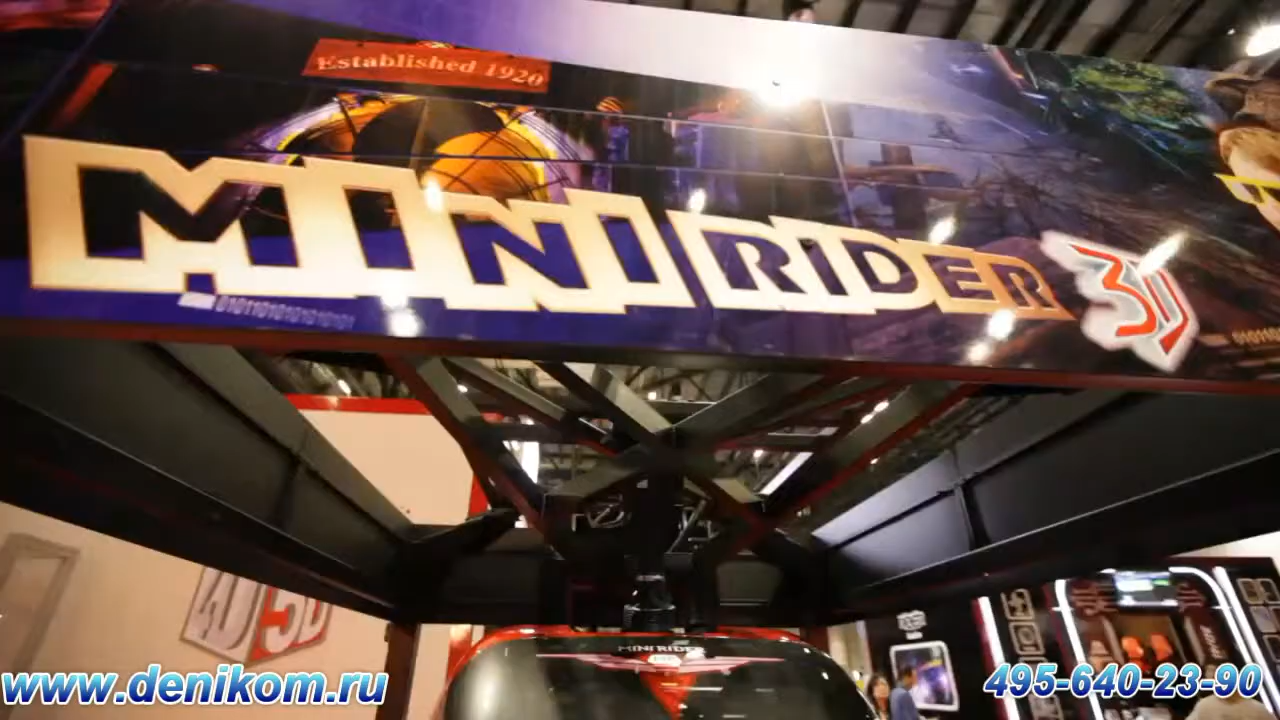 Established 1920
MINI RIDER 3D
4D 5D
MINI RIDER
www.denikom.ru
495-640-23-90